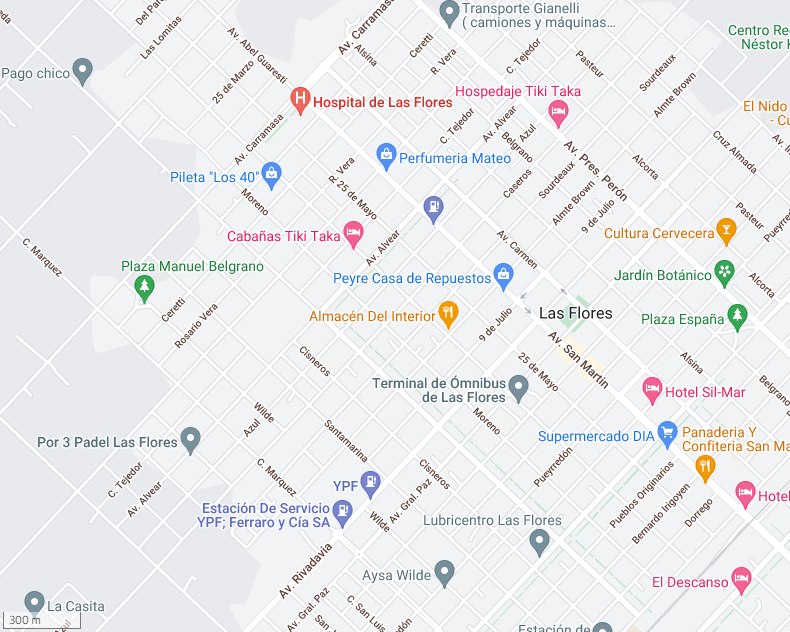 Transporte Gianelli
( camiones y máquinas…
Del Pa
Las Lomitas
Av. Abel Guaresti
Av. Carramasa
Alsina
Ceretti
R. Vera
C. Tejedor
Pasteur
Sourdeaux
Almte Brown
Centro Re
Néstor K
Pago chico
25 de Marzo
Hospital de Las Flores
Hospedaje Tiki Taka
El Nido
- Cu
Av. Carramasa
C. Tejedor
Av. Alvear
Azul
Belgrano
Cruz Almada
Av. Pres. Perón
Alcorta
Perfumeria Mateo
Pileta "Los 40"
R. Vera
25 de Mayo
Moreno
Caseros
Sourdeaux
Almte Brown
9 de Julio
Pasteur
Pueyrre
C. Marquez
Cabañas Tiki Taka
Av. Alvear
Av. Carmen
Cultura Cervecera
Plaza Manuel Belgrano
Peyre Casa de Repuestos
Jardín Botánico
Alcorta
Ceretti
Rosario Vera
Almacén Del Interior
9 de Julio
Las Flores
Plaza España
Av. San Martin
Cisneros
25 de Mayo
Alsina
Belgrano
Terminal de Ómnibus
de Las Flores
Hotel Sil-Mar
Wilde
Azul
Santamarina
Moreno
Supermercado DIA
Panaderia Y
Confiteria San Ma
Por 3 Padel Las Flores
C. Tejedor
Av. Alvear
C. Marquez
Cisneros
Pueyrredón
YPF
Av. Gral. Paz
Pueblos Originarios
Bernardo Irigoyen
Dorrego
Hotel
Estación De Servicio
YPF; Ferraro y Cía SA
Wilde
Lubricentro Las Flores
Av. Rivadavia
Aysa Wilde
El Descanso
Av. Gral. Paz
C. San Luis
La Casita
300 m
Azul
Estación de